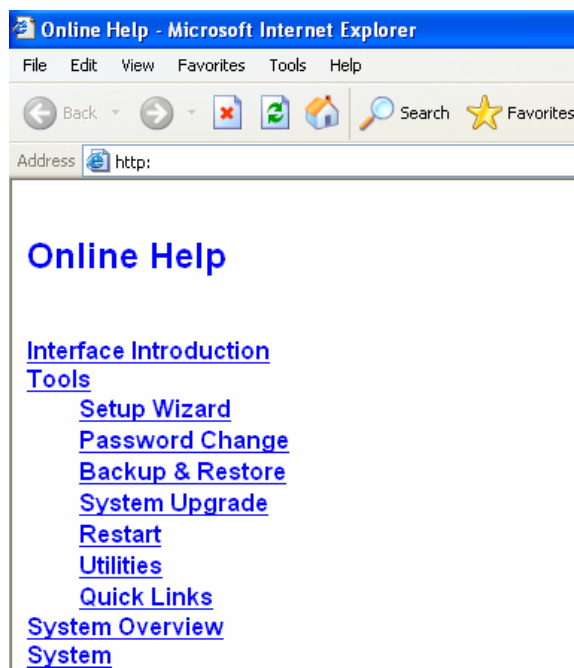 Online Help - Microsoft Internet Explorer
File Edit View Favorites Tools Help
Back Search Favorites
Address http:
Online Help
Interface Introduction
Tools
Setup Wizard
Password Change
Backup & Restore
System Upgrade
Restart
Utilities
Quick Links
System Overview
System